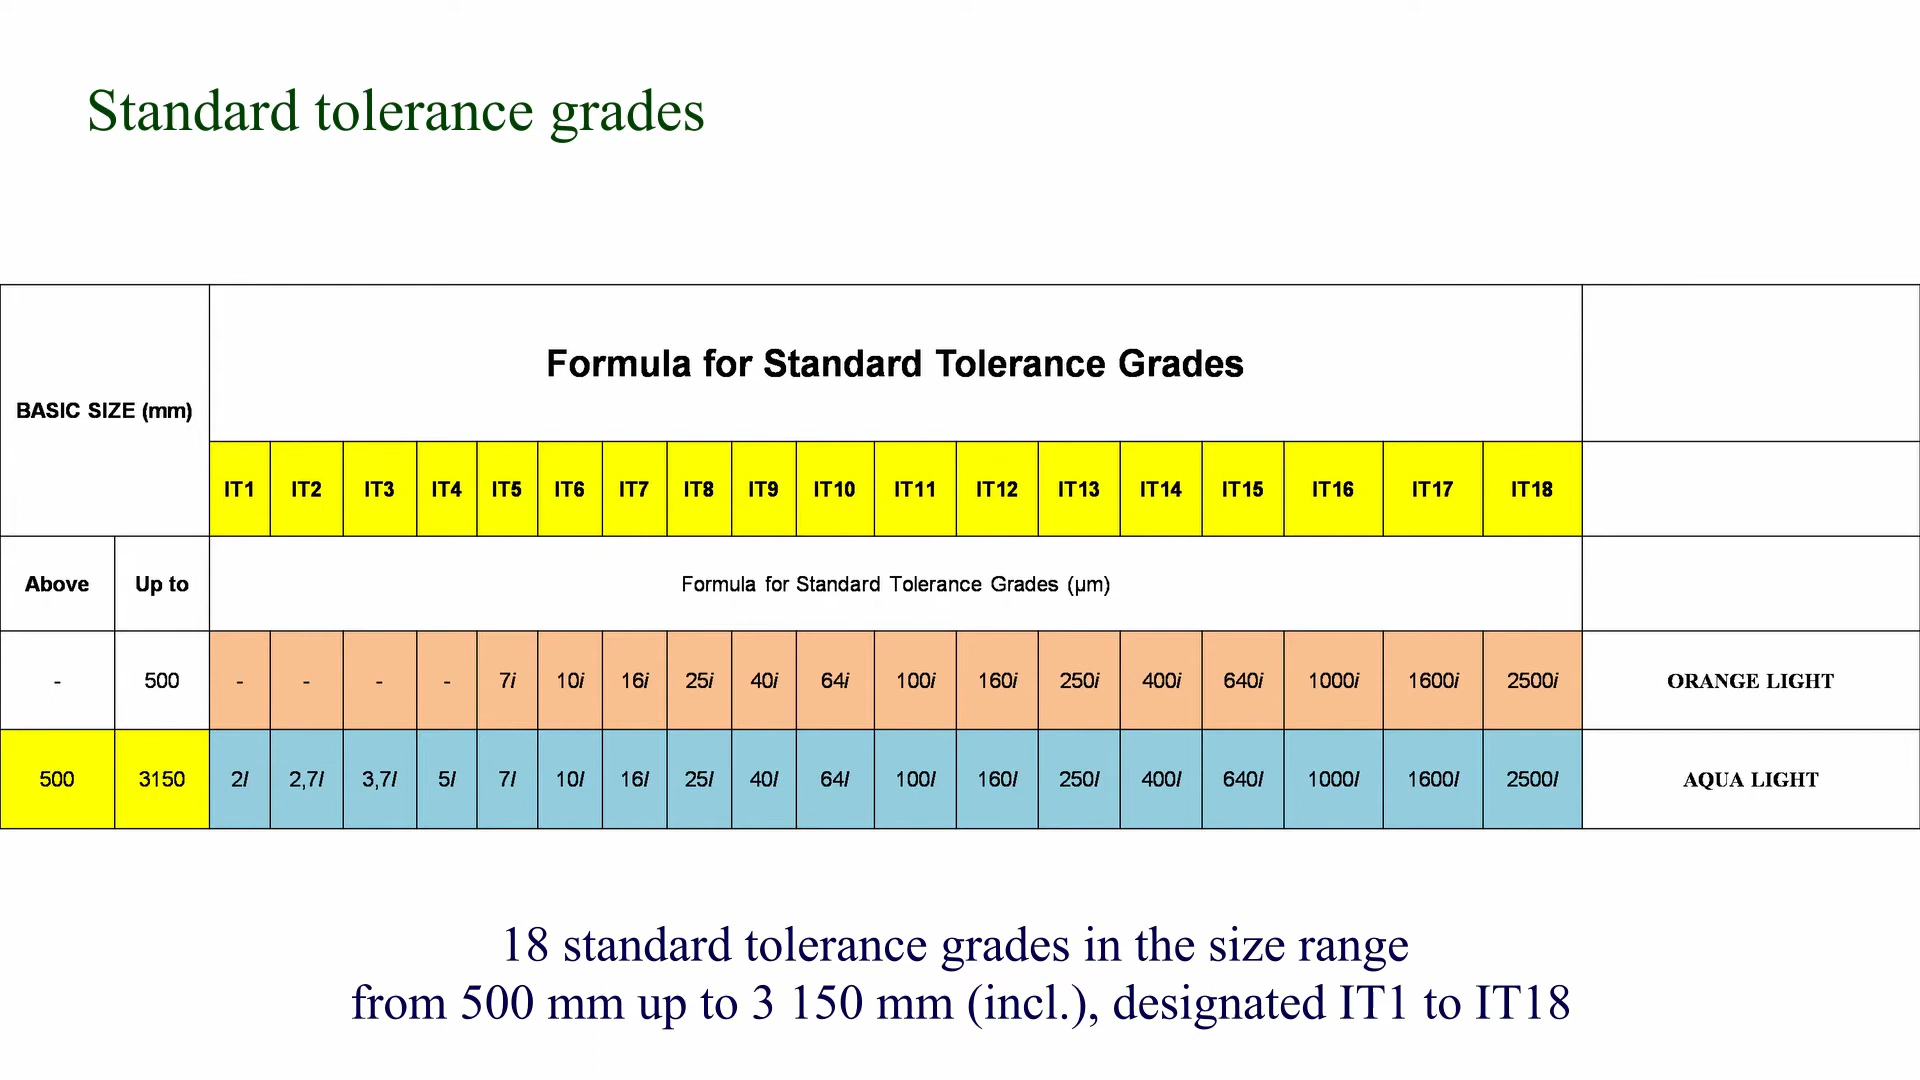 Standard tolerance grades
BASIC SIZE (mm)
Formula for Standard Tolerance Grades
IT1 IT2 IT3 IT4 IT5 IT6 IT7 IT8 IT9 IT10 IT11 IT12 IT13 IT14 IT15 IT16 IT17 IT18
Above Up to Formula for Standard Tolerance Grades (µm)
- 500 - - - - 7i 10i 16i 25i 40i 64i 100i 160i 250i 400i 640i 1000i 1600i 2500i ORANGE LIGHT
500 3150 2I 2,7I 3,7I 5I 7I 10I 16I 25I 40I 64I 100I 160I 250I 400I 640I 1000I 1600I 2500I AQUA LIGHT
18 standard tolerance grades in the size range
from 500 mm up to 3 150 mm (incl.), designated IT1 to IT18